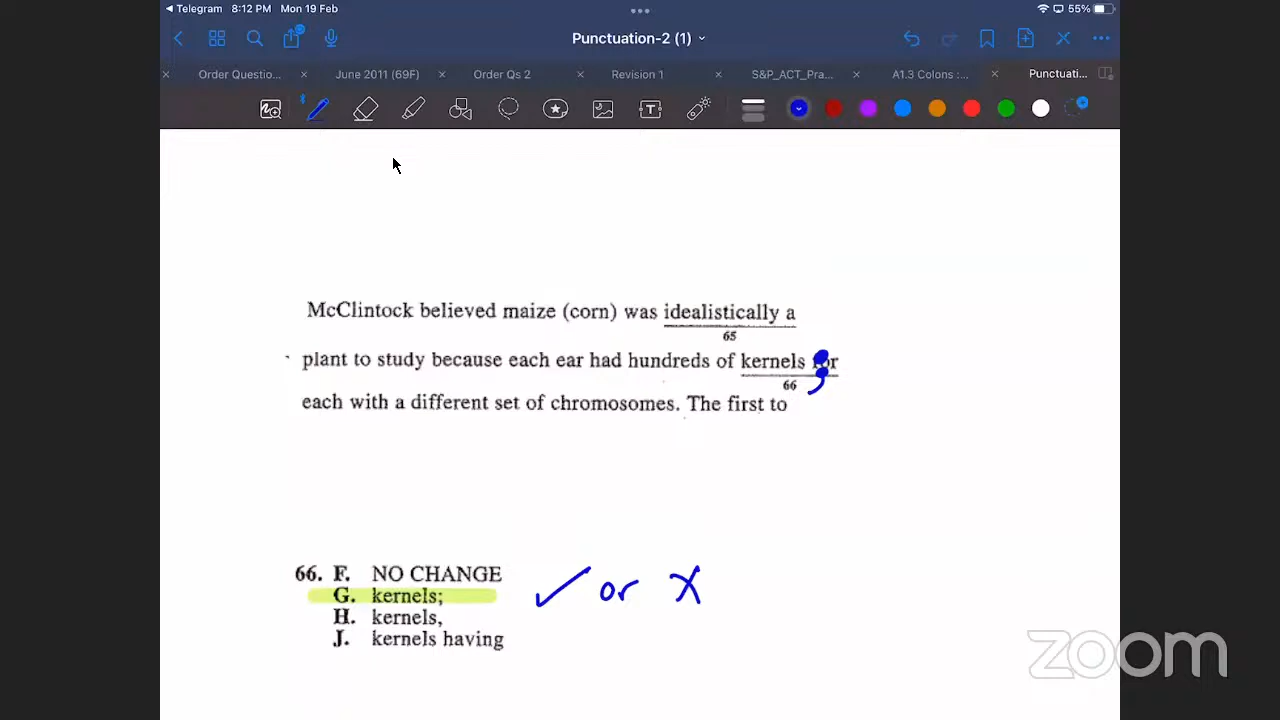 Telegram 8:12 PM Mon 19 Feb
55%
Punctuation-2 (1)
Order Questio...
June 2011 (69F)
Order Qs 2
Revision 1
S&P_ACT_Pra...
A1.3 Colons :...
Punctuati...
McClintock believed maize (corn) was idealistically a
65
plant to study because each ear had hundreds of kernels for
66
each with a different set of chromosomes. The first to
66. F. NO CHANGE
G. kernels;
H. kernels,
J. kernels having
✓ or X
zoom